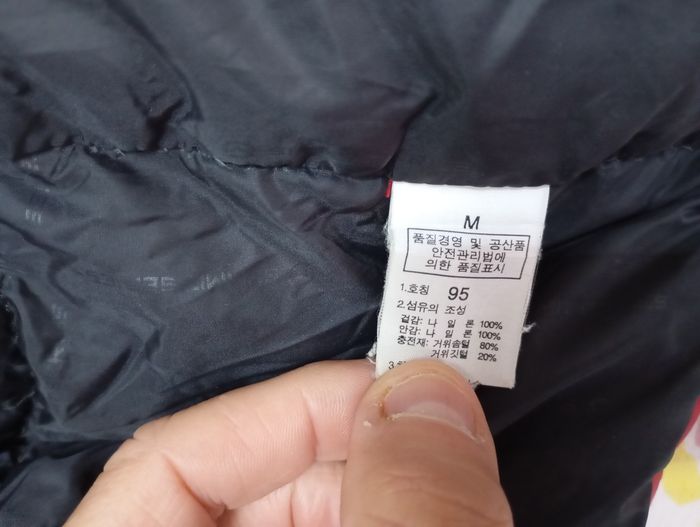 M
품질경영 및 공산품
안전관리법에
의한 품질표시
1.호칭 95
2.섬유의 조성
겉감: 나 일 론 100%
안감: 나 일 론 100%
충전재: 거위솜털 80%
거위깃털 20%
3.